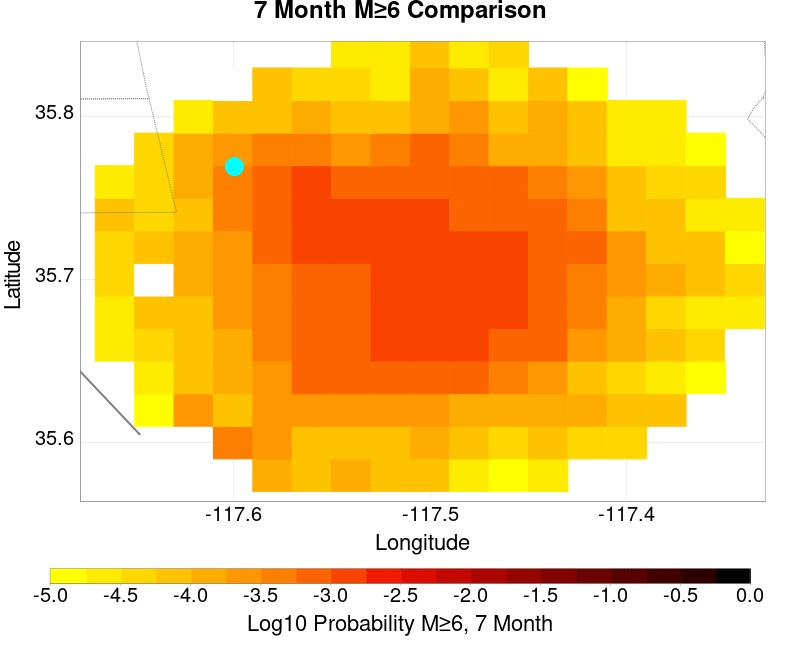 7 Month M≥6 Comparison
35.8
35.7
35.6
Latitude
-117.6 -117.5 -117.4
Longitude
-5.0 -4.5 -4.0 -3.5 -3.0 -2.5 -2.0 -1.5 -1.0 -0.5 0.0
Log10 Probability M≥6, 7 Month